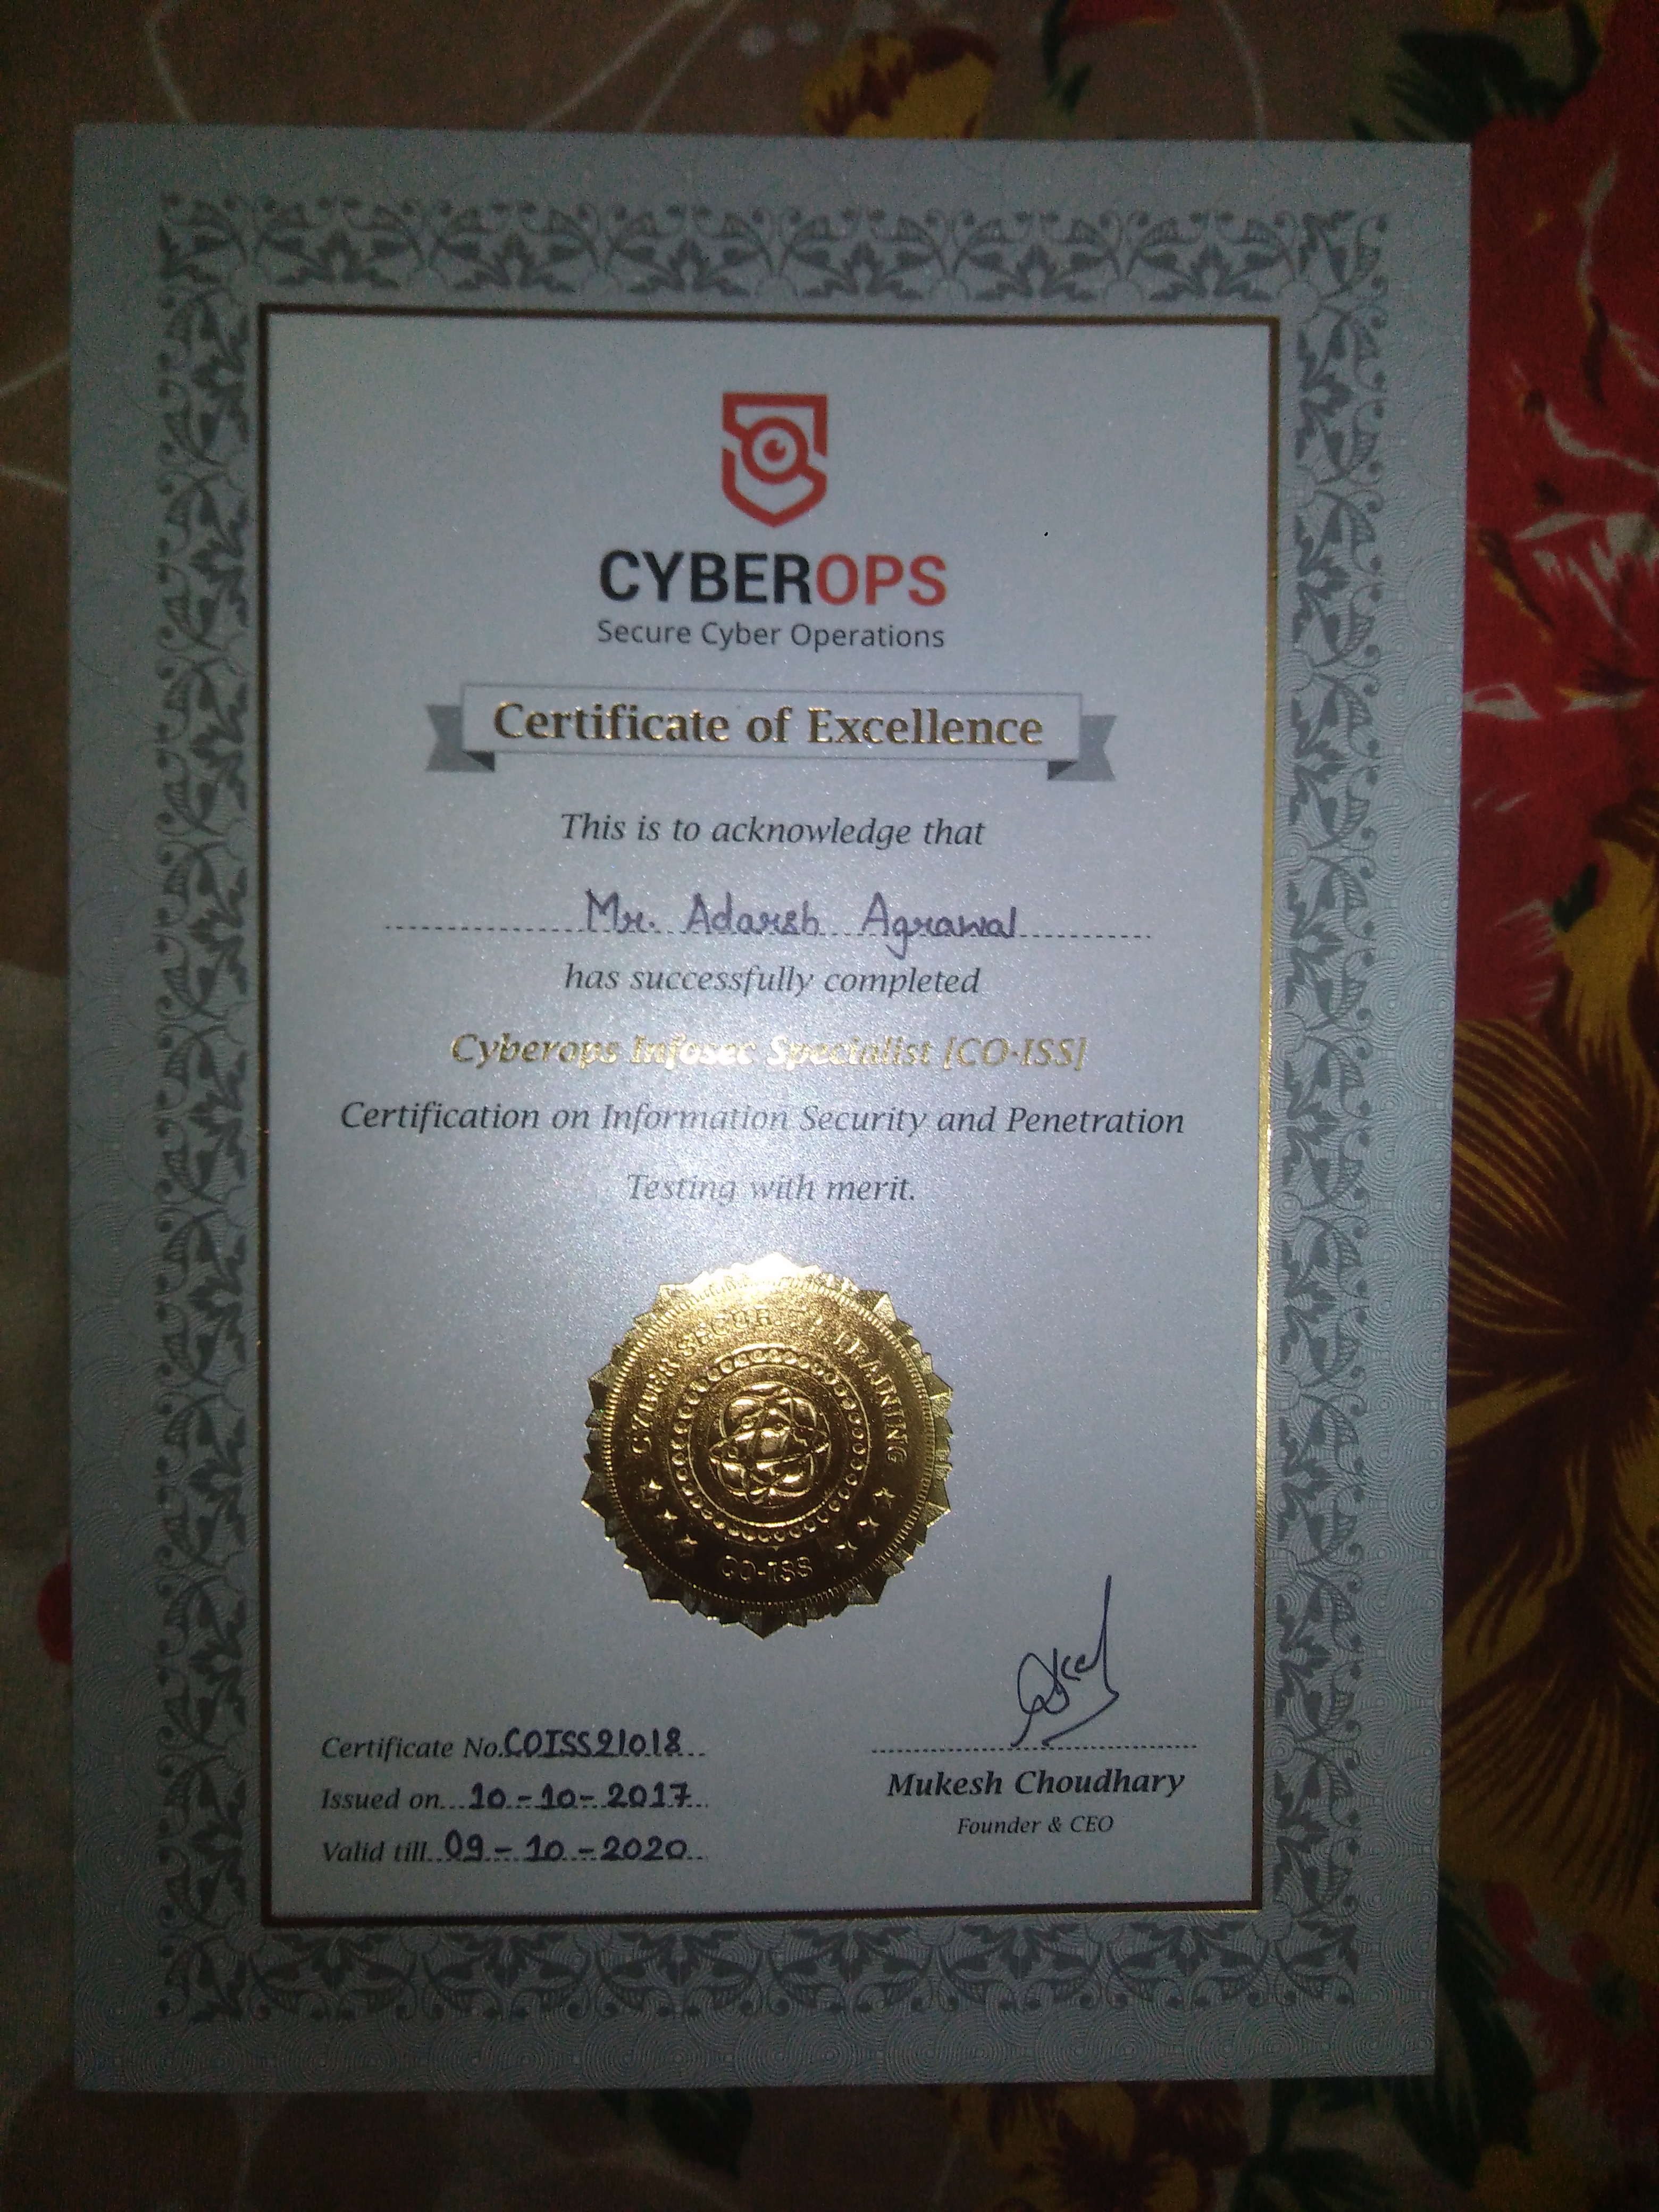 CYBEROPS
Secure Cyber Operations
Certificate of Excellence
This is to acknowledge that
Mr. Adarsh Agrawal
has successfully completed
Cyberops Infosec Specialist [CO-ISS]
Certification on Information Security and Penetration
Testing with merit.
CYBER SECURITY TRAINING
CO-ISS
Certificate No. COISS21018
Issued on 10-10-2017
Valid till 09-10-2020
Mukesh Choudhary
Founder & CEO